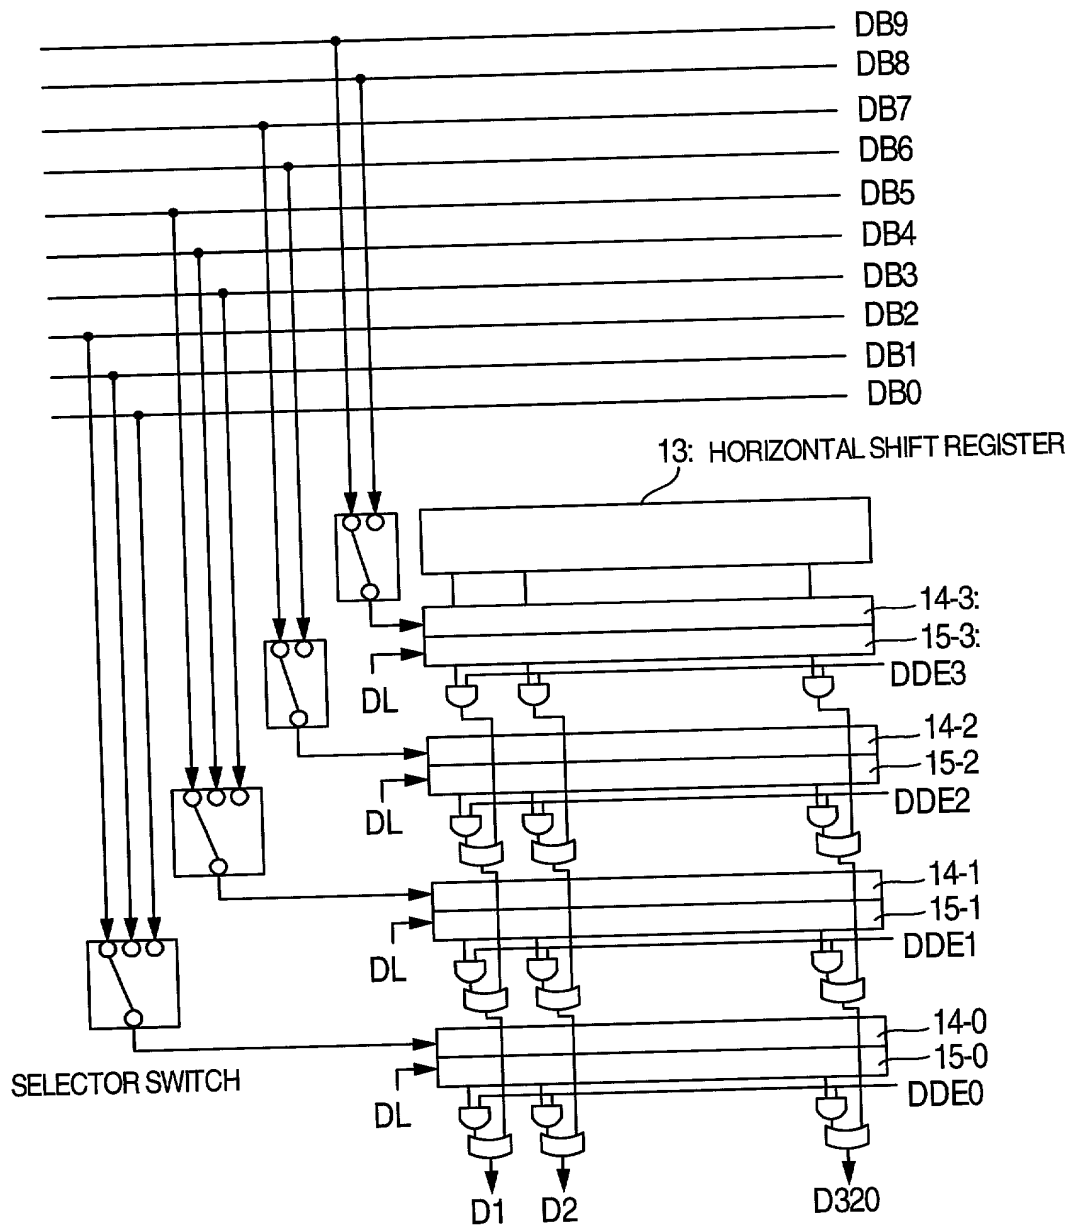 DB9
DB8
DB7
DB6
DB5
DB4
DB3
DB2
DB1
DB0
13: HORIZONTAL SHIFT REGISTER
14-3:
15-3:
DDE3
DL
14-2
15-2
DDE2
DL
14-1
15-1
DDE1
DL
14-0
15-0
SELECTOR SWITCH
DDE0
DL
D1 D2 D320